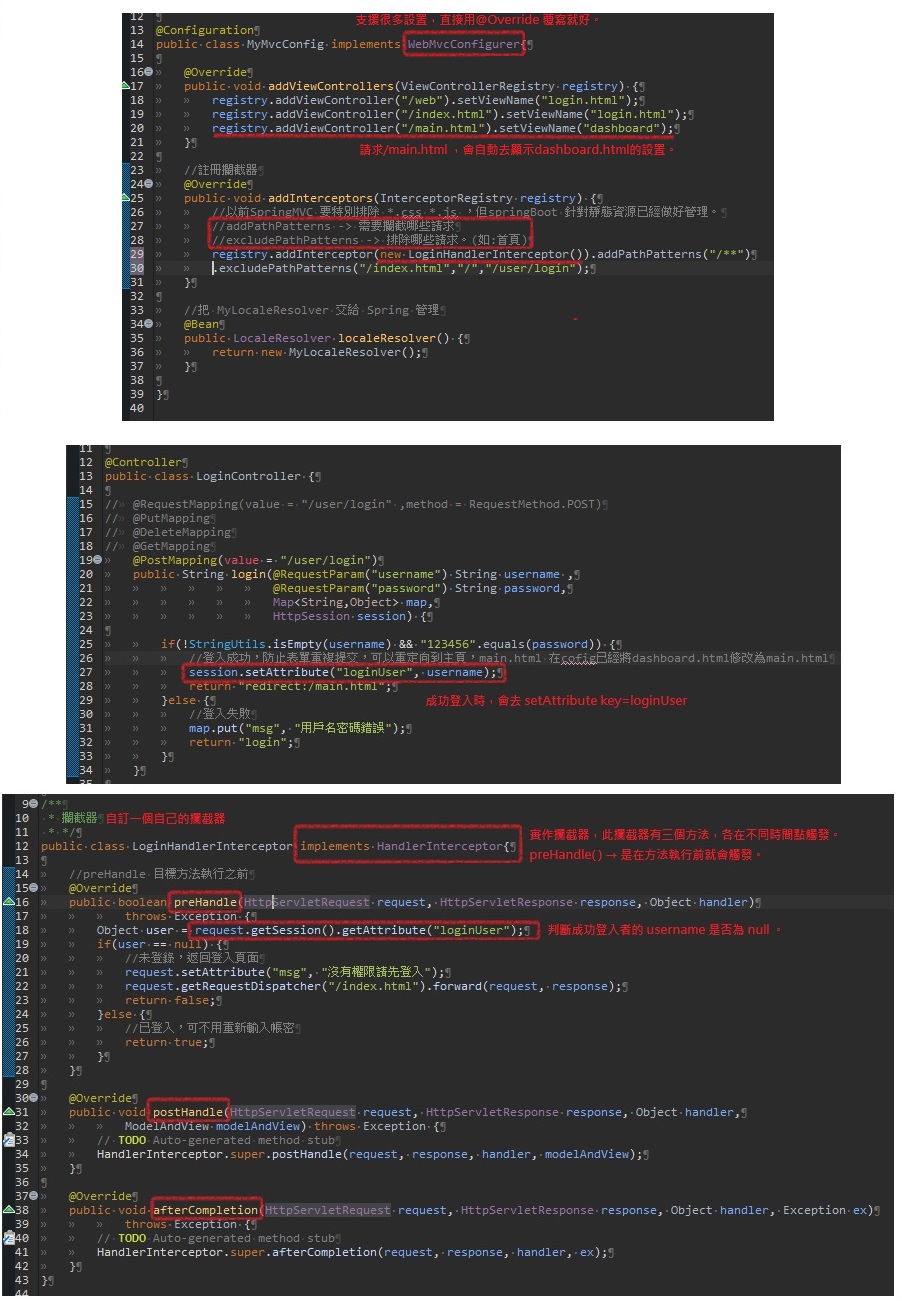 支援很多設置，直接用@Override 覆寫就好。
12
13 @Configuration
14 public class MyMvcConfig implements WebMvcConfigurer{
15
16 @Override
17 public void addViewControllers(ViewControllerRegistry registry) {
18 registry.addViewController("/web").setViewName("login.html");
19 registry.addViewController("/index.html").setViewName("login.html");
20 registry.addViewController("/main.html").setViewName("dashboard");
21 }
請求/main.html ，會自動去顯示dashboard.html的設置。
22
23 //註冊攔截器
24 @Override
25 public void addInterceptors(InterceptorRegistry registry) {
26 //以前SpringMVC 要特別排除 *.css *.js ，但springBoot 針對靜態資源已經做好管理。
27 //addPathPatterns -> 需要攔截哪些請求
28 //excludePathPatterns -> 排除哪些請求。(如:首頁)
29 registry.addInterceptor(new LoginHandlerInterceptor()).addPathPatterns("/**")
30 .excludePathPatterns("/index.html","/","/user/login");
31 }
32
33 //把 MyLocaleResolver 交給 Spring 管理
34 @Bean
35 public LocaleResolver localeResolver() {
36 return new MyLocaleResolver();
37 }
38
39 }
40
11
12 @Controller
13 public class LoginController {
14
15 // @RequestMapping(value = "/user/login" ,method = RequestMethod.POST)
16 // @PutMapping
17 // @DeleteMapping
18 // @GetMapping
19 @PostMapping(value = "/user/login")
20 public String login(@RequestParam("username") String username ,
21 @RequestParam("password") String password,
22 Map<String,Object> map,
23 HttpSession session) {
24
25 if(!StringUtils.isEmpty(username) && "123456".equals(password)) {
26 //登入成功，防止表單重複提交，可以重定向到主頁，main.html 在cofig已經將dashboard.html修改為main.html
27 session.setAttribute("loginUser", username);
28 return "redirect:/main.html";
29 }else {
成功登入時，會去 setAttribute key=loginUser
30 //登入失敗
31 map.put("msg", "用戶名密碼錯誤");
32 return "login";
33 }
34 }
35
9 /**
10 * 攔截器 自訂一個自己的攔截器
11 * */
實作攔截器，此攔截器有三個方法，各在不同時間點觸發。
12 public class LoginHandlerInterceptor implements HandlerInterceptor{
preHandle() → 是在方法執行前就會觸發。
13
14 //preHandle 目標方法執行之前
15 @Override
16 public boolean preHandle(HttpServletRequest request, HttpServletResponse response, Object handler)
17 throws Exception {
18 Object user = request.getSession().getAttribute("loginUser"); 判斷成功登入者的 username 是否為 null 。
19 if(user == null) {
20 //未登錄，返回登入頁面
21 request.setAttribute("msg", "沒有權限請先登入");
22 request.getRequestDispatcher("/index.html").forward(request, response);
23 return false;
24 }else {
25 //已登入，可不用重新輸入帳密
26 return true;
27 }
28 }
29
30 @Override
31 public void postHandle(HttpServletRequest request, HttpServletResponse response, Object handler,
32 ModelAndView modelAndView) throws Exception {
33 // TODO Auto-generated method stub
34 HandlerInterceptor.super.postHandle(request, response, handler, modelAndView);
35 }
36
37 @Override
38 public void afterCompletion(HttpServletRequest request, HttpServletResponse response, Object handler, Exception ex)
39 throws Exception {
40 // TODO Auto-generated method stub
41 HandlerInterceptor.super.afterCompletion(request, response, handler, ex);
42 }
43 }
44